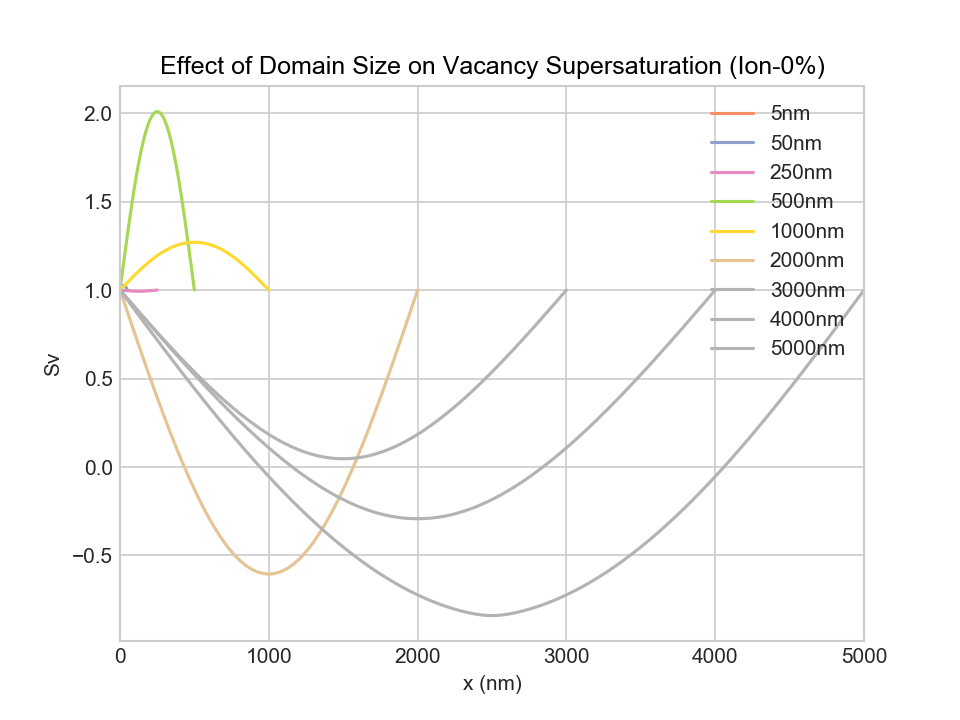 Effect of Domain Size on Vacancy Supersaturation (Ion-0%)
2.0
1.5
1.0
0.5
0.0
−0.5
Sv
5nm
50nm
250nm
500nm
1000nm
2000nm
3000nm
4000nm
5000nm
0 1000 2000 3000 4000 5000
x (nm)